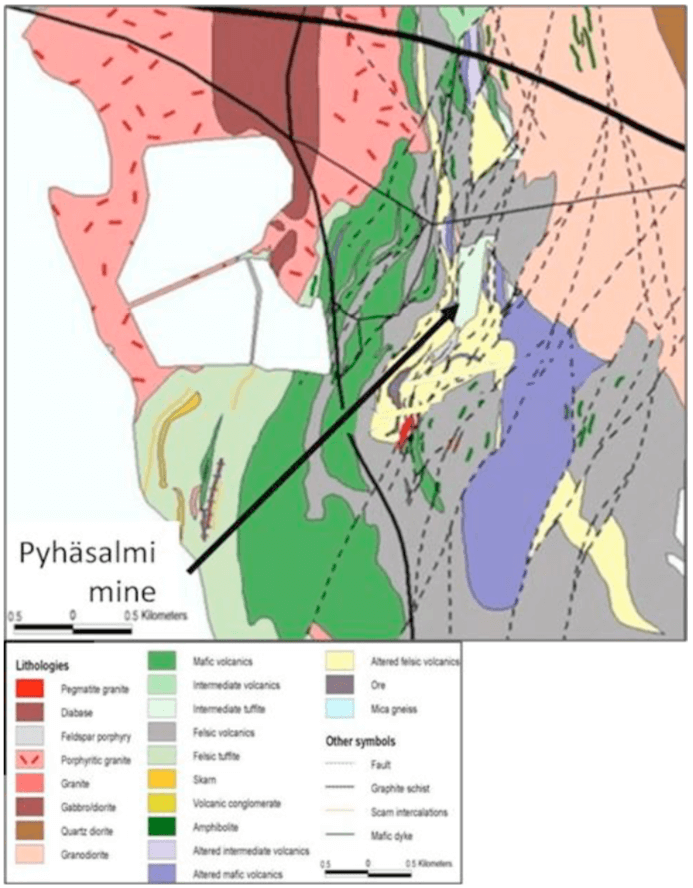 Pyhäsalmi
mine
0.5 0 0.5 Kilometers
Lithologies
Pegmatite granite
Diabase
Feldspar porphyry
Porphyritic granite
Granite
Gabbro/diorite
Quartz diorite
Granodiorite
Mafic volcanics
Intermediate volcanics
Intermediate tuffite
Felsic volcanics
Felsic tuffite
Skarn
Volcanic conglomerate
Amphibolite
Altered intermediate volcanics
Altered mafic volcanics
Altered felsic volcanics
Ore
Mica gneiss
Other symbols
Fault
Graphite schist
Scarn intercalations
Mafic dyke
0.5 0 0.5 Kilometers